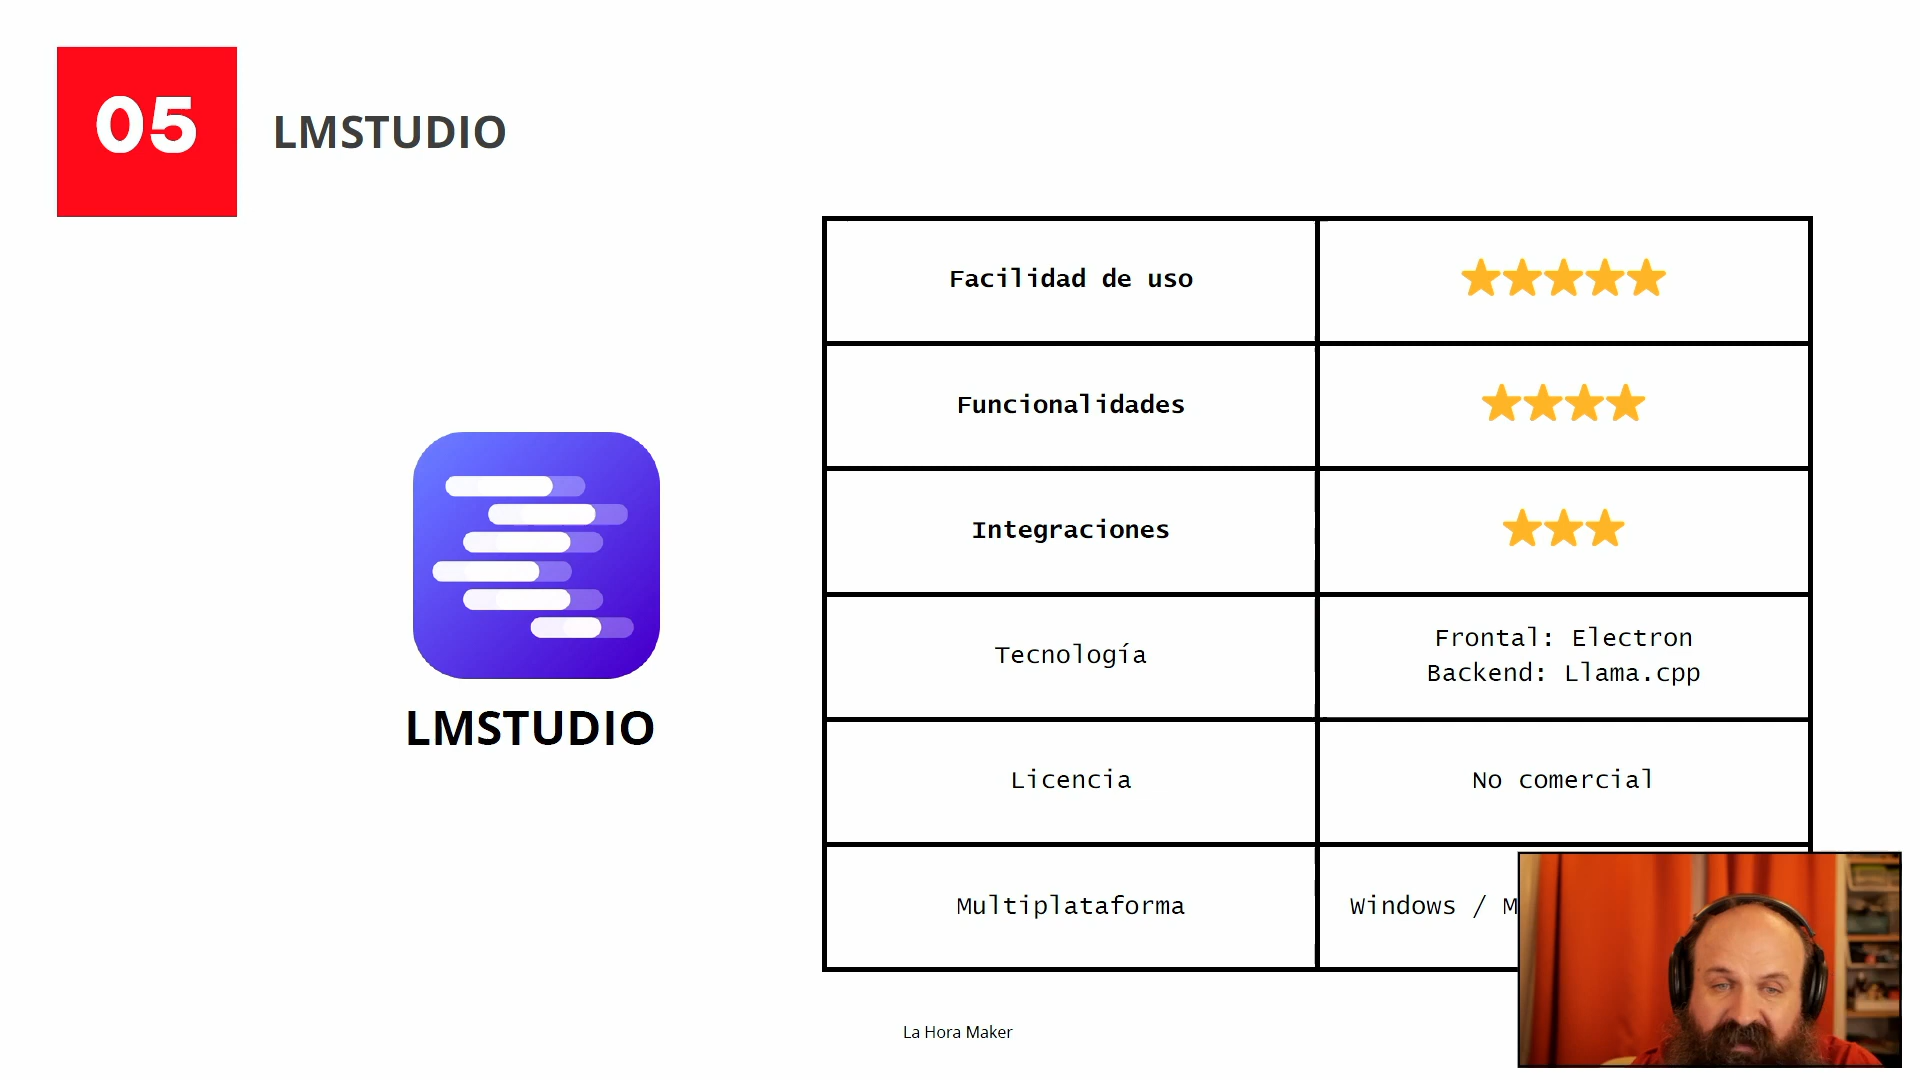 05
LMSTUDIO
Facilidad de uso
Funcionalidades
Integraciones
Tecnología
Frontal: Electron
Backend: Llama.cpp
Licencia
No comercial
Multiplataforma
Windows /
LMSTUDIO
La Hora Maker